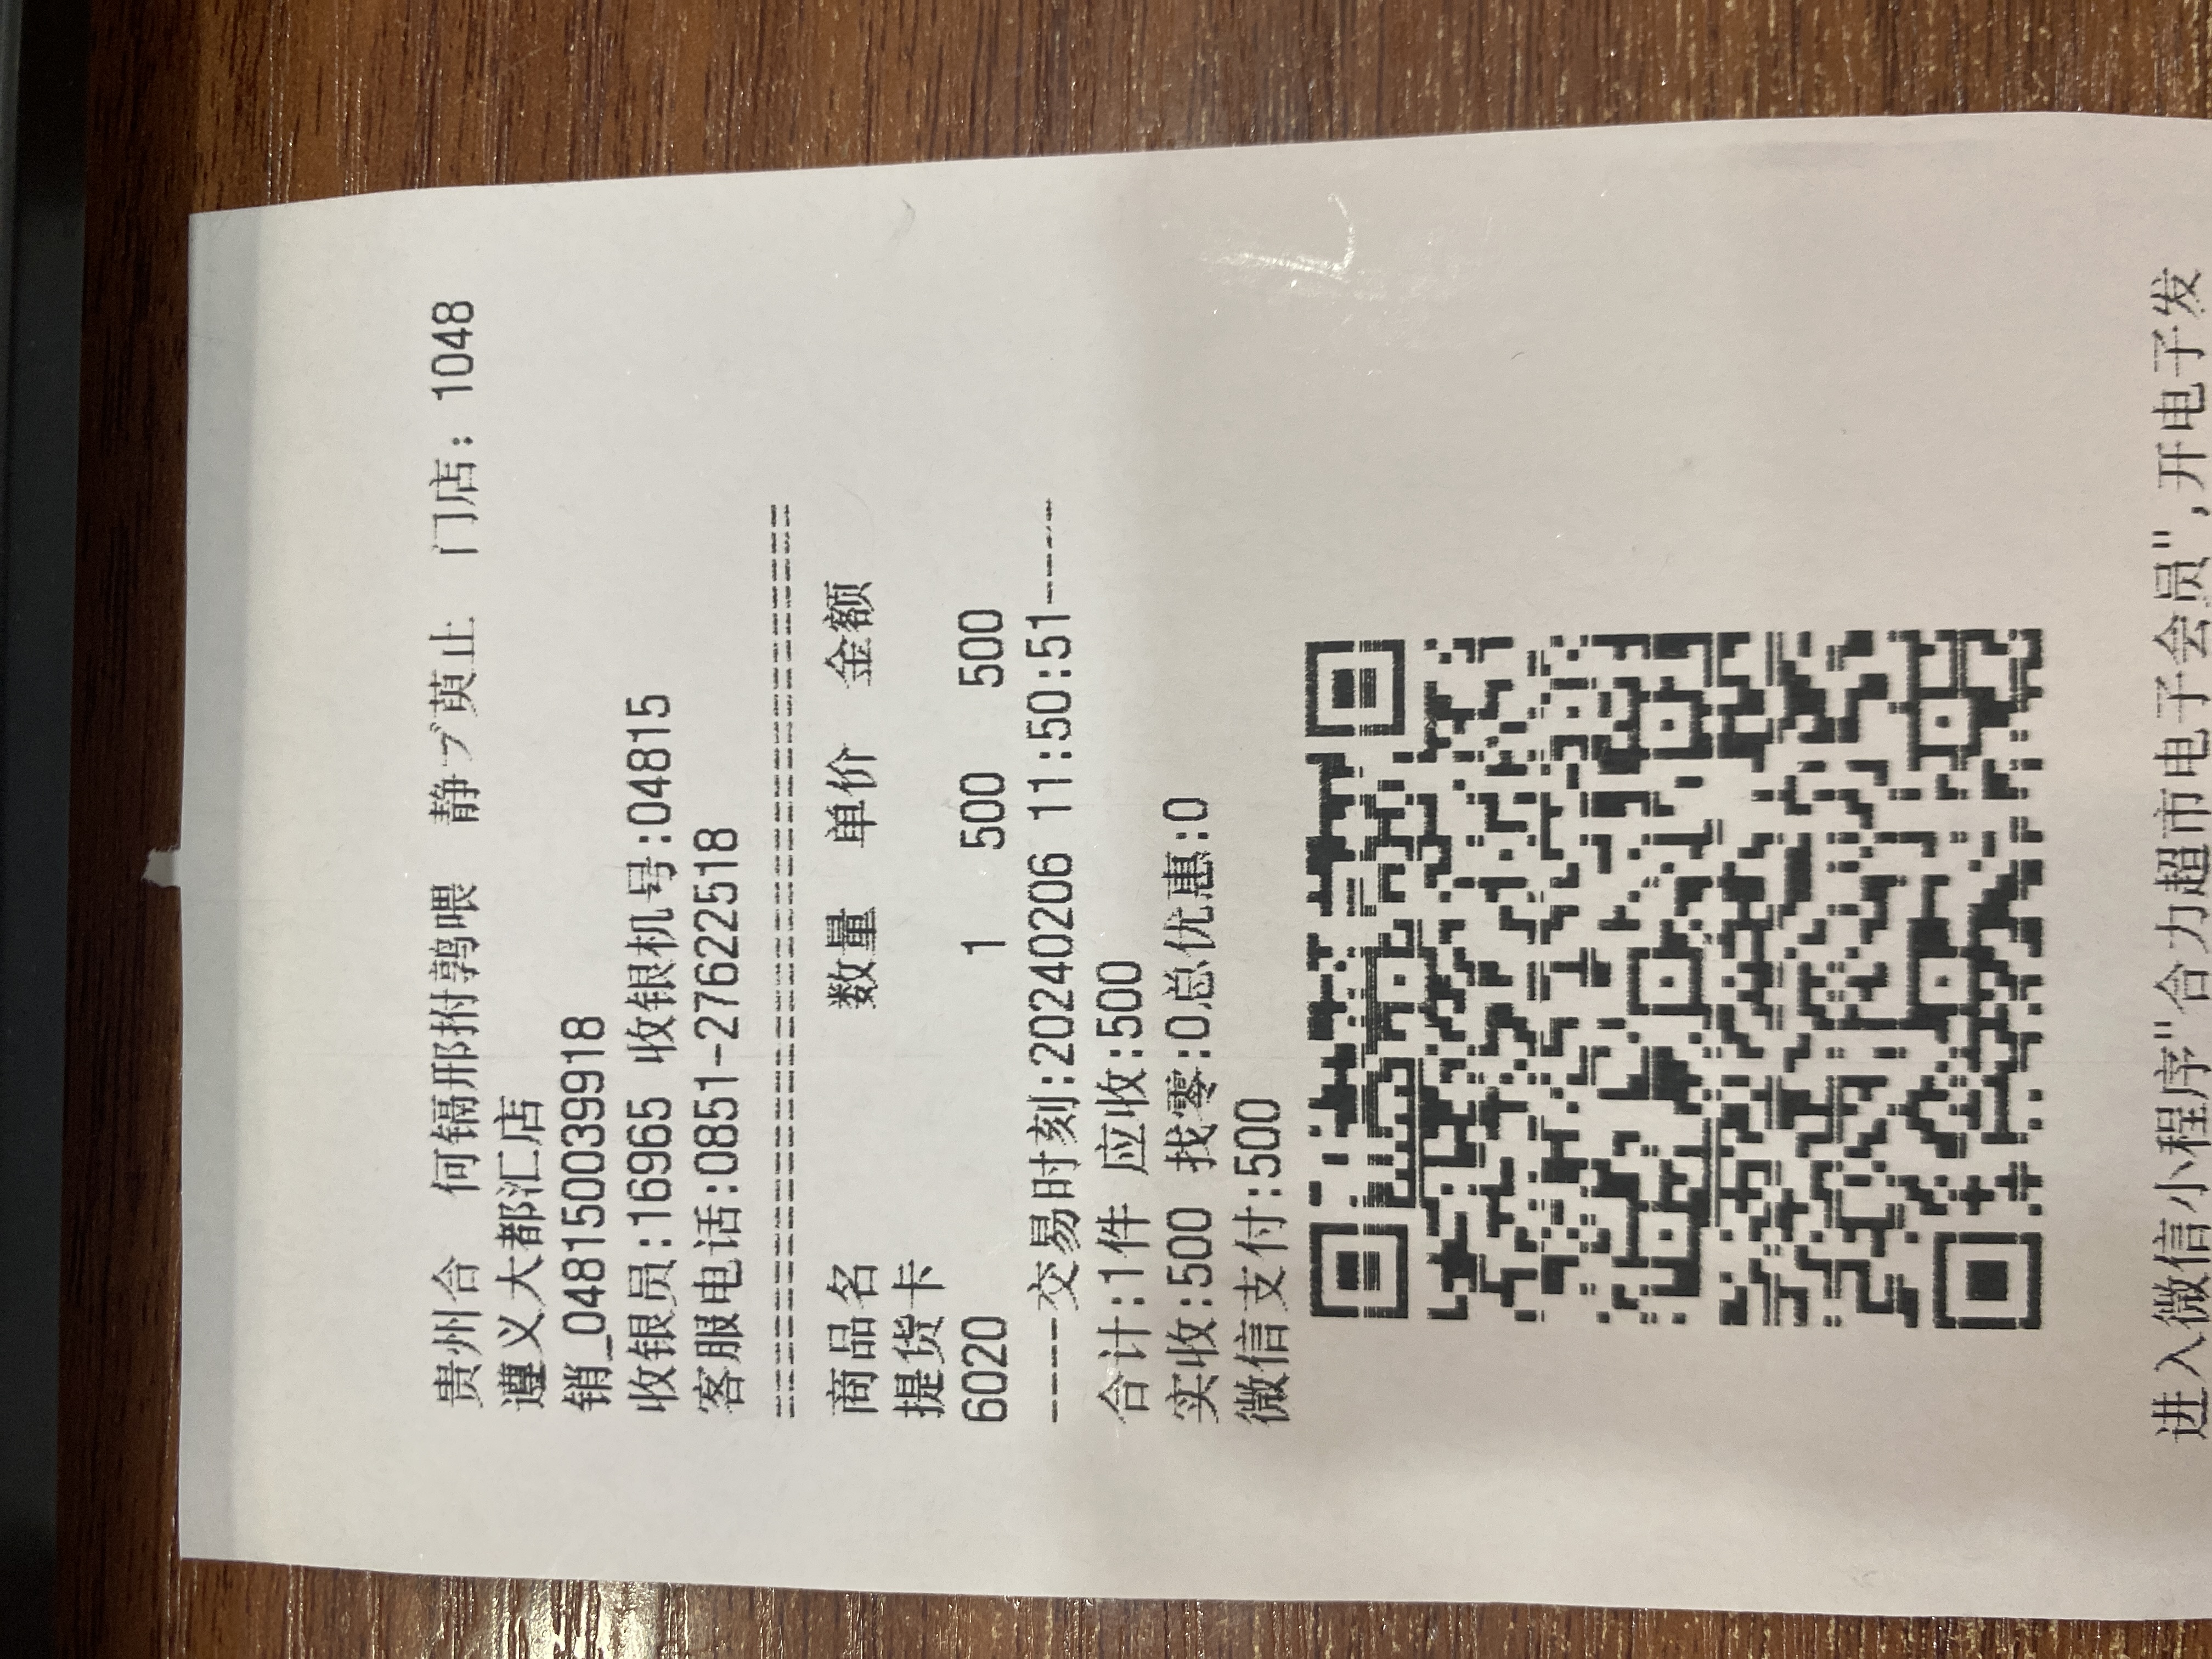 贵州合 何镉邢附鹑喂 静ブ萸止 门店: 1048
遵义大都汇店
销_048150039918
收银员:16965 收银机号:04815
客服电话:0851-27622518
================================
商品名 数量 单价 金额
提货卡
6020 1 500 500
----交易时刻:20240206 11:50:51----
合计:1件 应收:500
实收:500 找零:0总优惠:0
微信支付:500
进入微信小程序"合力超市电子会员",开电子发